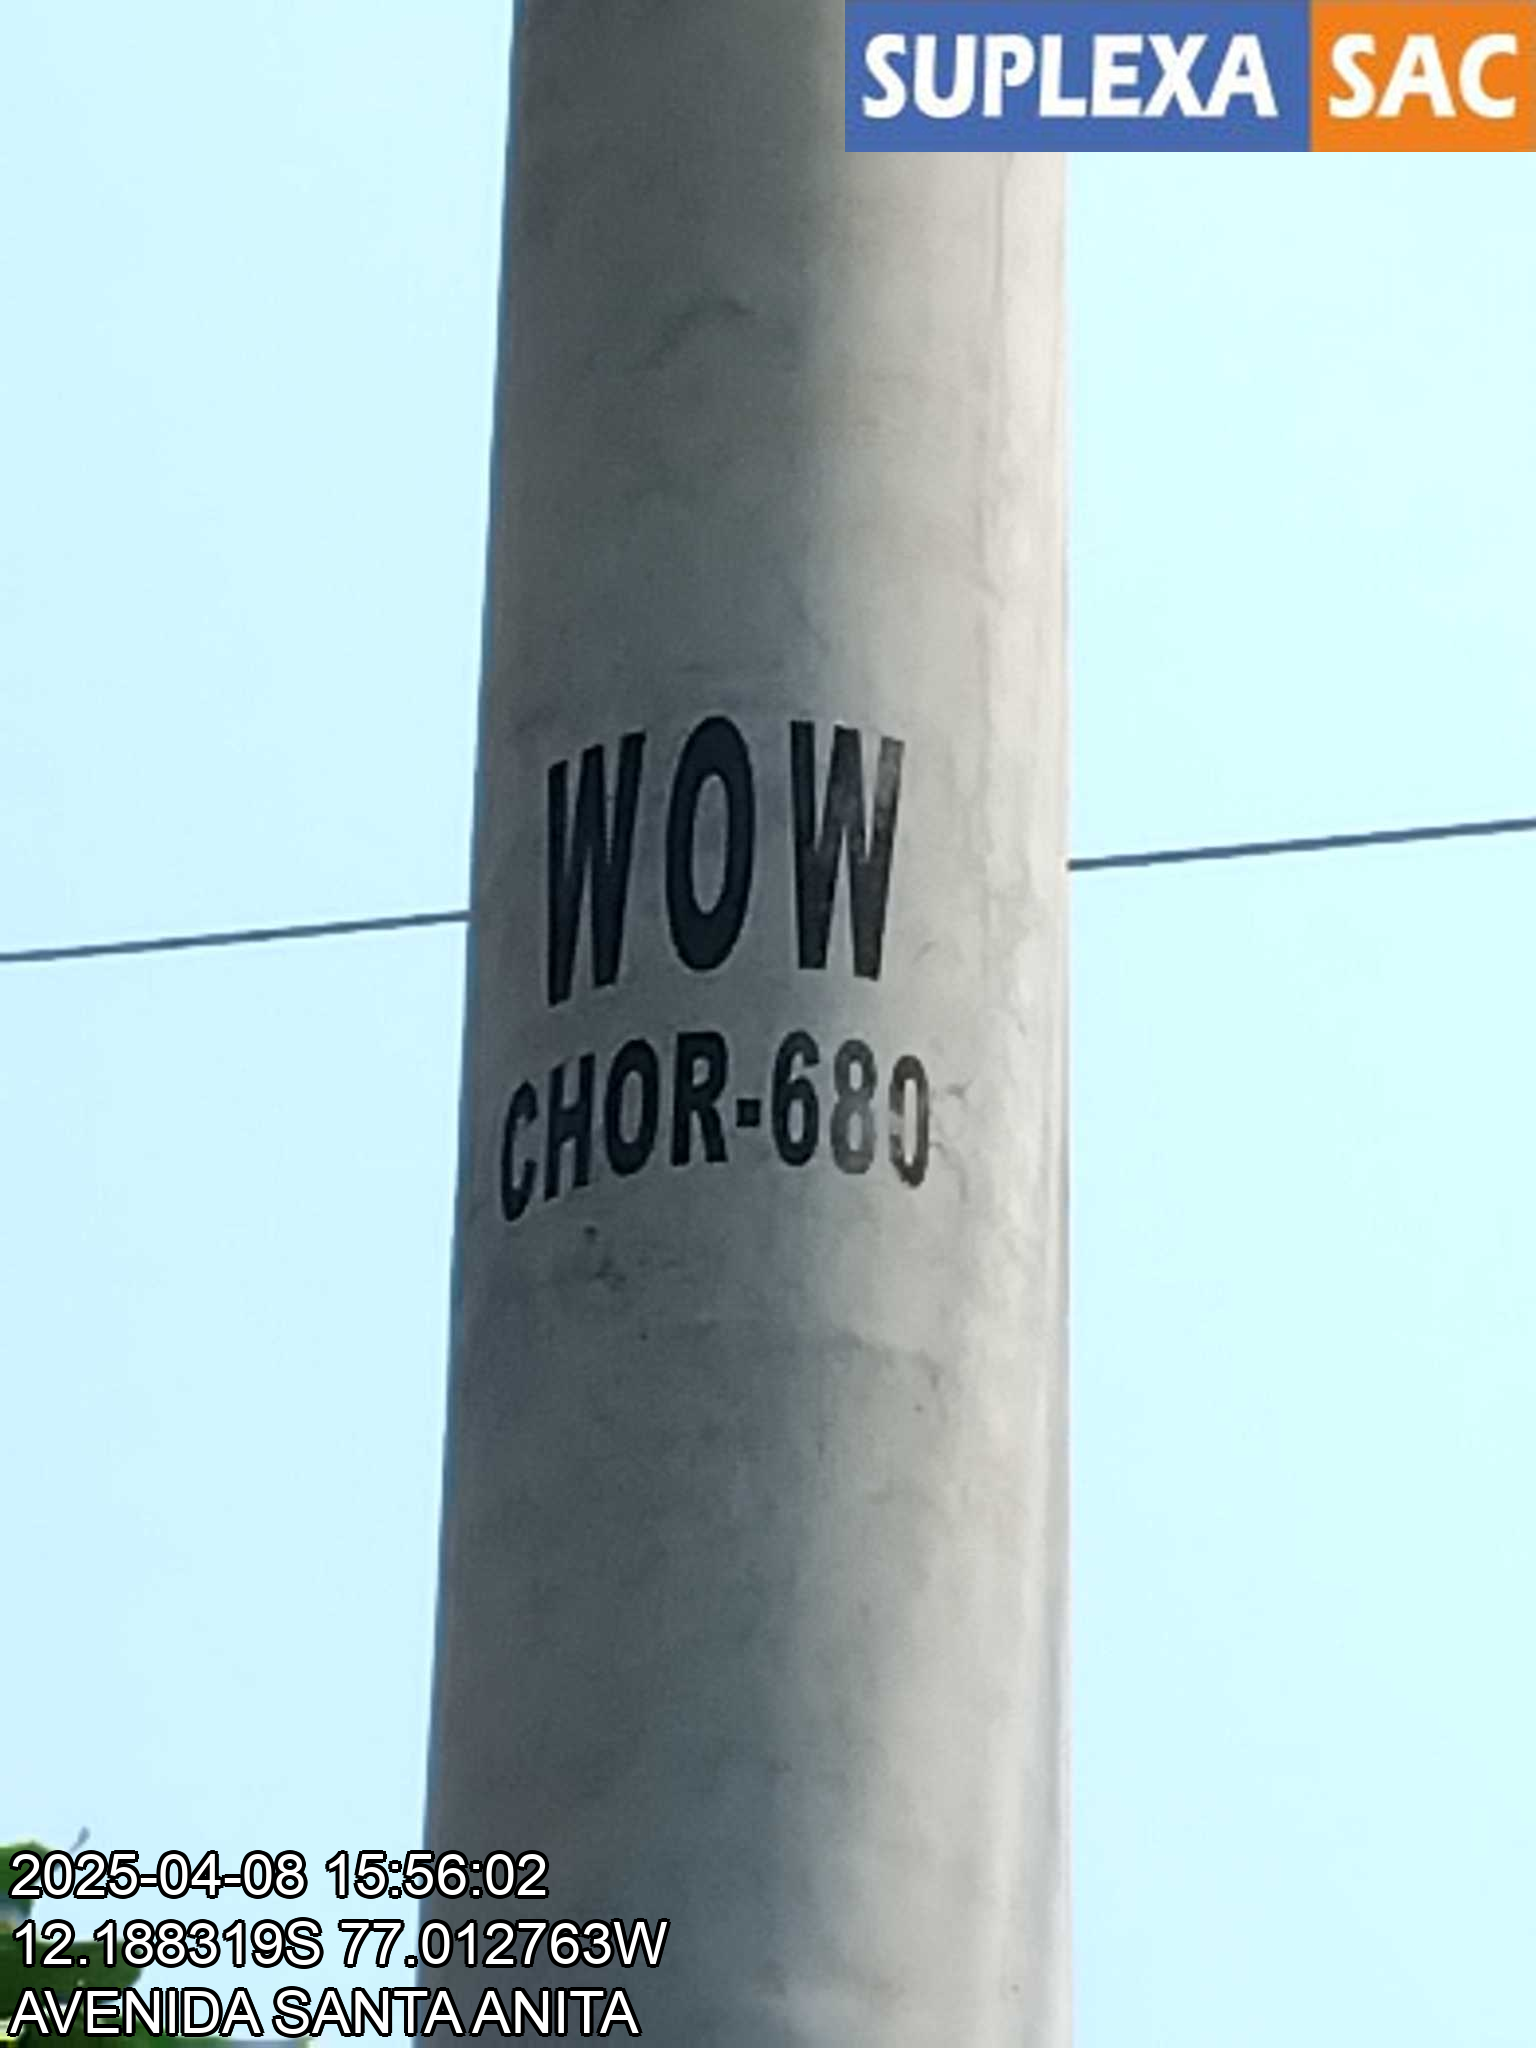 SUPLEXA SAC
WOW
CHOR-680
2025-04-08 15:56:02
12.188319S 77.012763W
AVENIDA SANTA ANITA